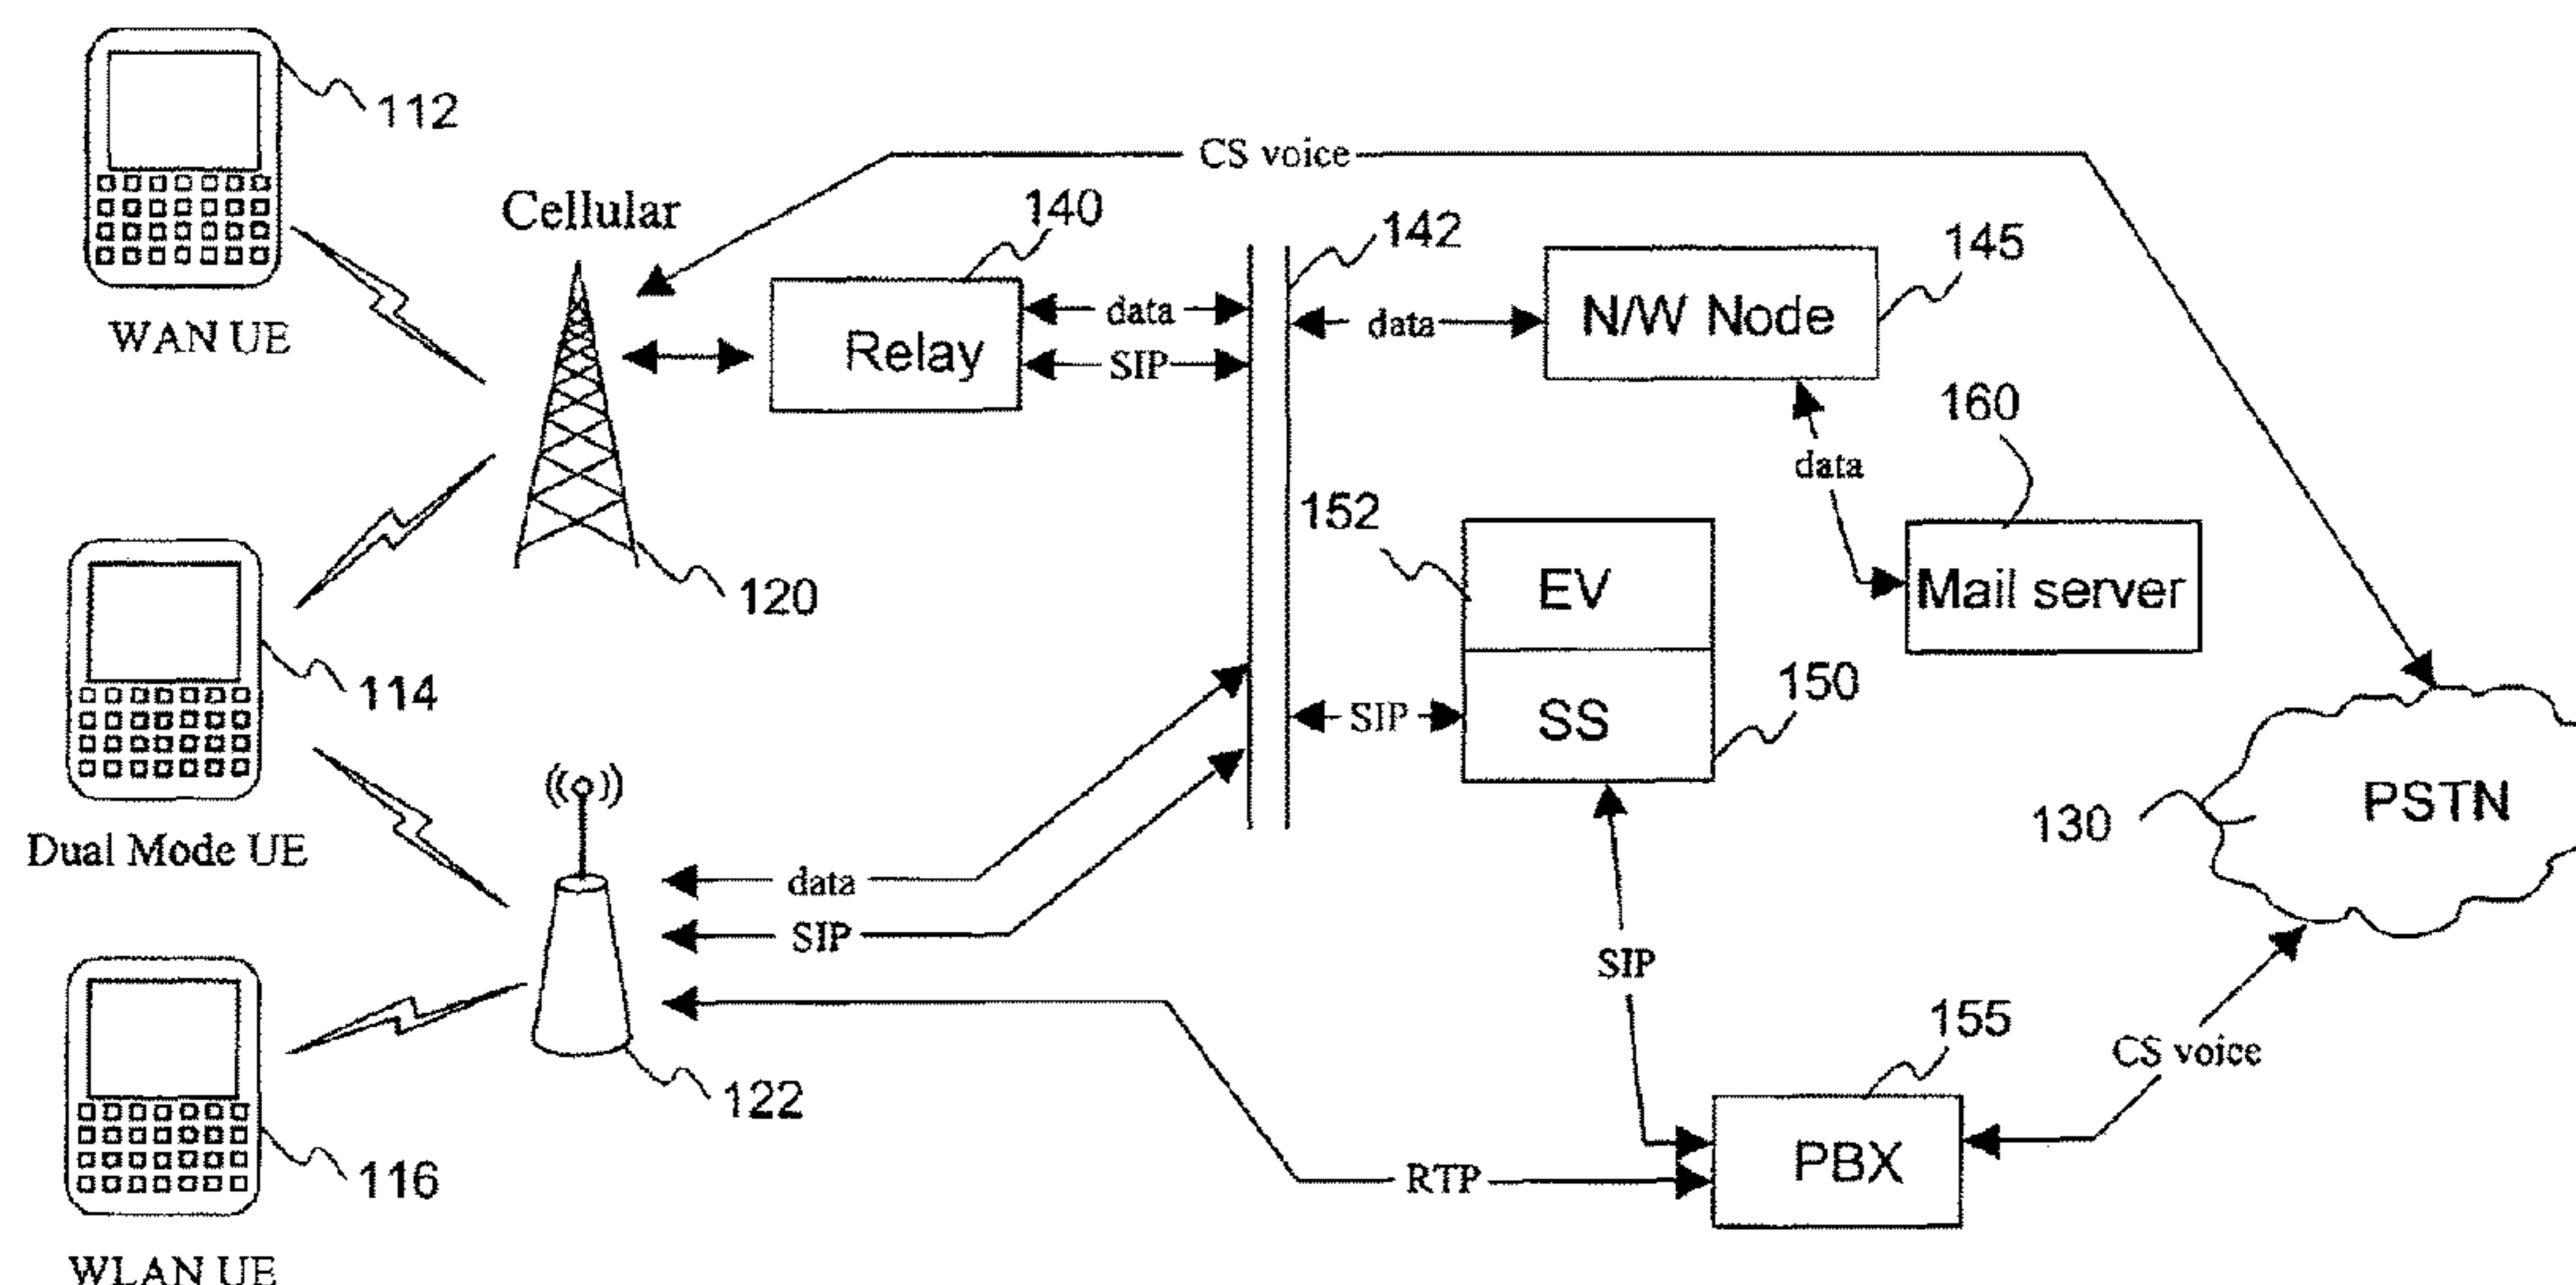 112
WAN UE
Cellular
120
CS voice
140
Relay
data
SIP
142
data
N/W Node
145
data
160
Mail server
152
EV
SS
150
SIP
114
Dual Mode UE
data
SIP
122
116
WLAN UE
RTP
SIP
155
PBX
CS voice
130
PSTN